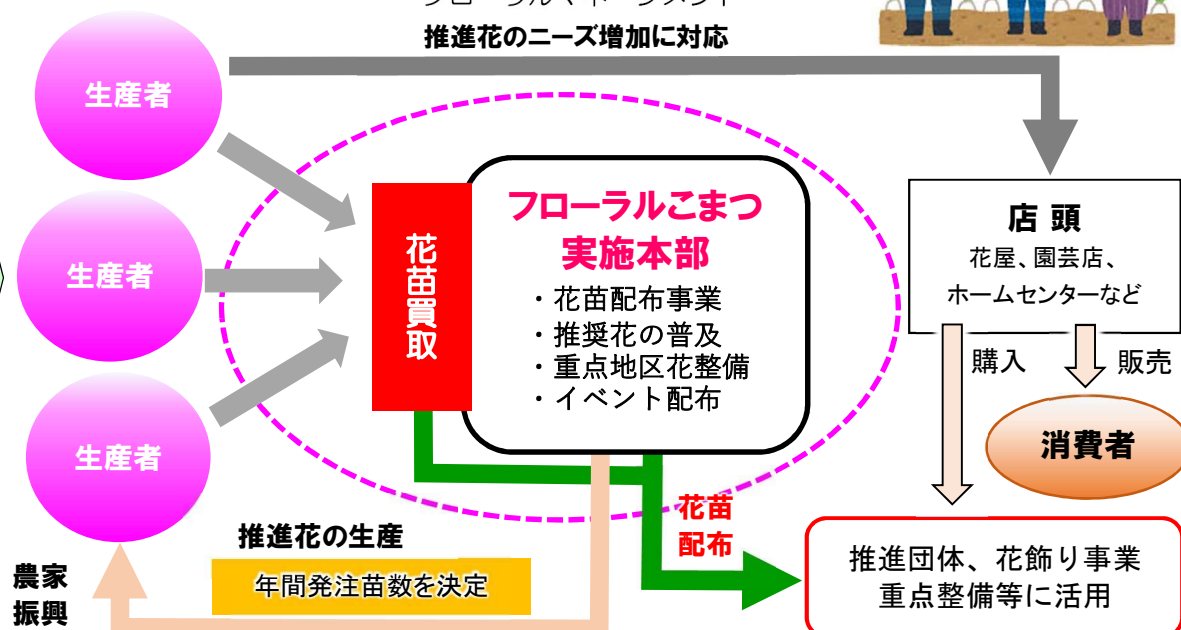 推進花のニーズ増加に対応
生産者
生産者
生産者
花苗買取
フローラルこまつ
実施本部
・花苗配布事業
・推奨花の普及
・重点地区花整備
・イベント配布
店 頭
花屋、園芸店、
ホームセンターなど
購入
販売
消費者
花苗
配布
推進団体、花飾り事業
重点整備等に活用
推進花の生産
年間発注苗数を決定
農家
振興